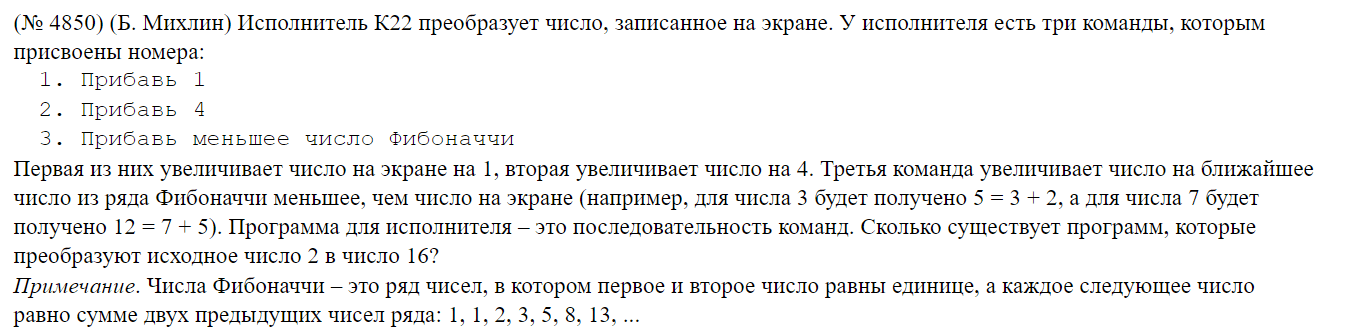 (№ 4850) (Б. Михлин) Исполнитель К22 преобразует число, записанное на экране. У исполнителя есть три команды, которым
присвоены номера:
1. Прибавь 1
2. Прибавь 4
3. Прибавь меньшее число Фибоначчи
Первая из них увеличивает число на экране на 1, вторая увеличивает число на 4. Третья команда увеличивает число на ближайшее
число из ряда Фибоначчи меньшее, чем число на экране (например, для числа 3 будет получено 5 = 3 + 2, а для числа 7 будет
получено 12 = 7 + 5). Программа для исполнителя – это последовательность команд. Сколько существует программ, которые
преобразуют исходное число 2 в число 16?
Примечание. Числа Фибоначчи – это ряд чисел, в котором первое и второе число равны единице, а каждое следующее число
равно сумме двух предыдущих чисел ряда: 1, 1, 2, 3, 5, 8, 13, ...